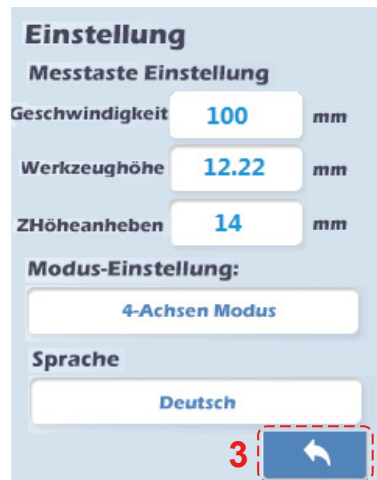 Einstellung
Messtaste Einstellung
Geschwindigkeit 100 mm
Werkzeughöhe 12.22 mm
ZHöheanheben 14 mm
Modus-Einstellung:
4-Achsen Modus
Sprache
Deutsch
3